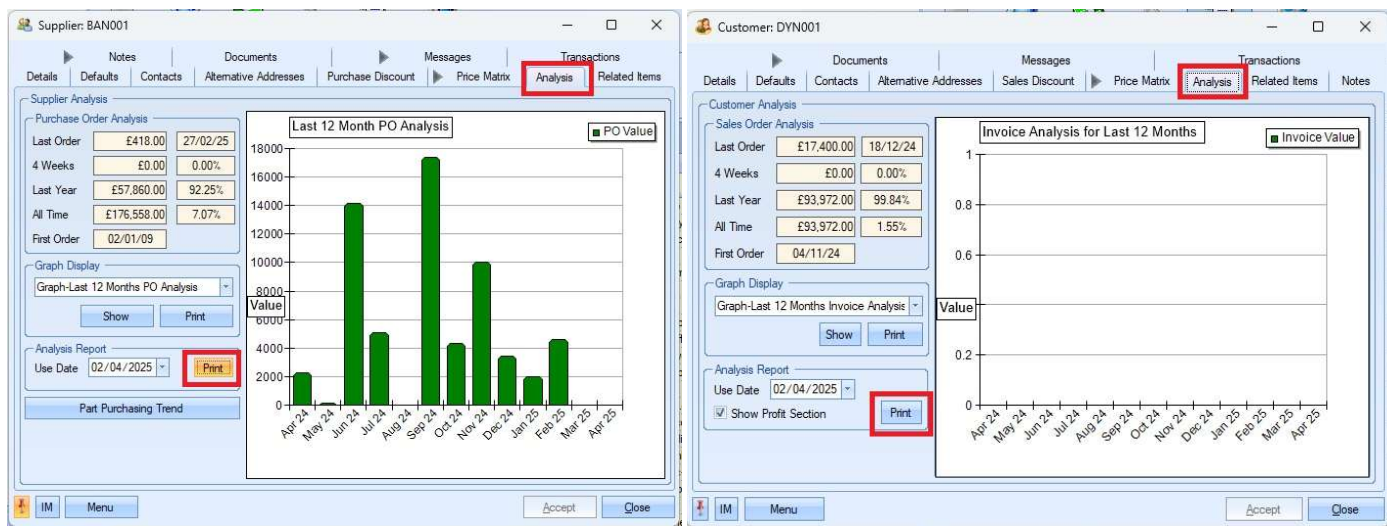 Supplier: BAN001
Notes Documents Messages Transactions
Details Defaults Contacts Alternative Addresses Purchase Discount Price Matrix Analysis Related Items
Supplier Analysis
Purchase Order Analysis
Last Order £418.00 27/02/25
4 Weeks £0.00 0.00%
Last Year £57,860.00 92.25%
All Time £176,558.00 7.07%
First Order 02/01/09
Graph Display
Graph-Last 12 Months PO Analysis
Show Print
Analysis Report
Use Date 02/04/2025 Print
Part Purchasing Trend
Last 12 Month PO Analysis
PO Value
18000
16000
14000
12000
10000
8000
Value
6000
4000
2000
0
Apr 24 May 24 Jun 24 Jul 24 Aug 24 Sep 24 Oct 24 Nov 24 Dec 24 Jan 25 Feb 25 Mar 25 Apr 25
IM Menu Accept Close
Customer: DYN001
Documents Messages Transactions
Details Defaults Contacts Alternative Addresses Sales Discount Price Matrix Analysis Related Items Notes
Customer Analysis
Sales Order Analysis
Last Order £17,400.00 18/12/24
4 Weeks £0.00 0.00%
Last Year £93,972.00 99.84%
All Time £93,972.00 1.55%
First Order 04/11/24
Graph Display
Graph-Last 12 Months Invoice Analysis
Show Print
Analysis Report
Use Date 02/04/2025
Show Profit Section Print
Invoice Analysis for Last 12 Months
Invoice Value
1
0.8
0.6
Value
0.2
0
Apr 24 May 24 Jun 24 Jul 24 Aug 24 Sep 24 Oct 24 Nov 24 Dec 24 Jan 25 Feb 25 Mar 25 Apr 25
IM Menu Accept Close